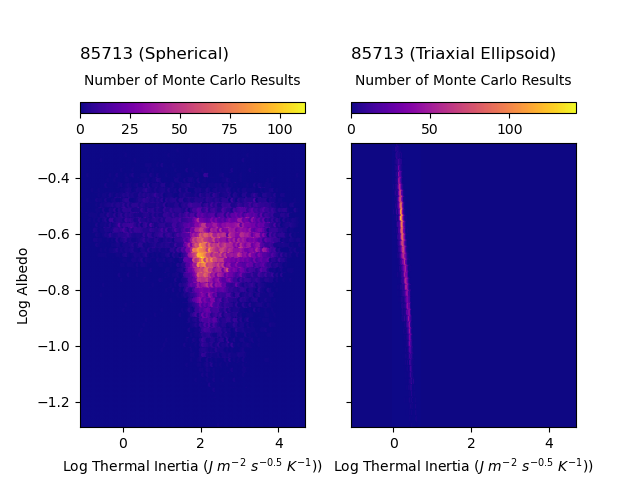 85713 (Spherical)
85713 (Triaxial Ellipsoid)
Number of Monte Carlo Results
Number of Monte Carlo Results
0 25 50 75 100
0 50 100
−0.4
−0.6
−0.8
−1.0
−1.2
Log Albedo
0 2 4
0 2 4
Log Thermal Inertia (J m⁻² s⁻⁰·⁵ K⁻¹))
Log Thermal Inertia (J m⁻² s⁻⁰·⁵ K⁻¹))